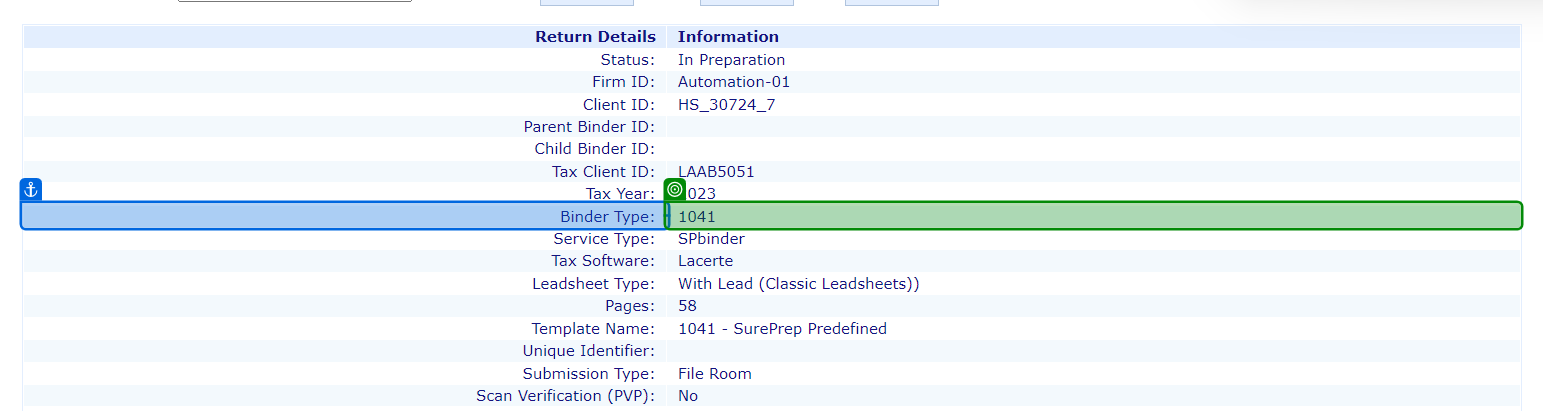 Return Details Information
Status: In Preparation
Firm ID: Automation-01
Client ID: HS_30724_7
Parent Binder ID:
Child Binder ID:
Tax Client ID: LAAB5051
Tax Year: 023
Binder Type: 1041
Service Type: SPbinder
Tax Software: Lacerte
Leadsheet Type: With Lead (Classic Leadsheets))
Pages: 58
Template Name: 1041 - SurePrep Predefined
Unique Identifier:
Submission Type: File Room
Scan Verification (PVP): No